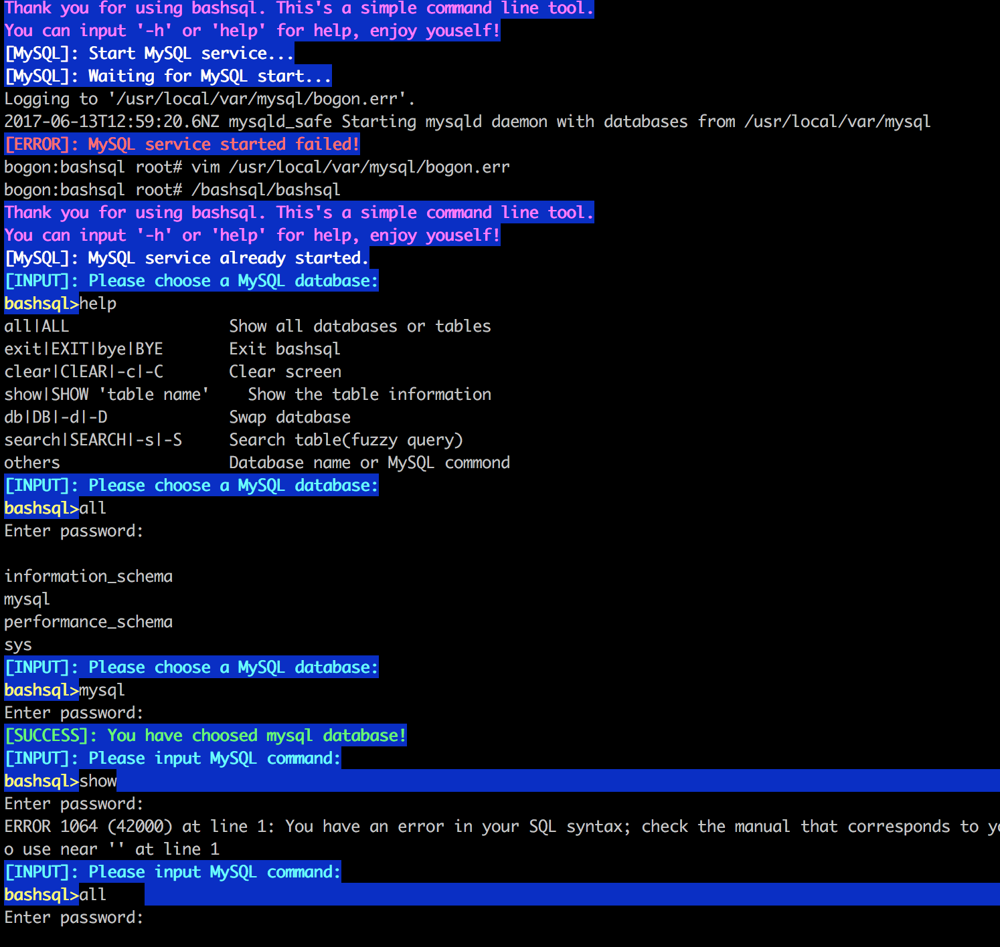 Thank you for using bashsql. This's a simple command line tool.
You can input '-h' or 'help' for help, enjoy youself!
[MySQL]: Start MySQL service...
[MySQL]: Waiting for MySQL start...
Logging to '/usr/local/var/mysql/bogon.err'.
2017-06-13T12:59:20.6NZ mysqld_safe Starting mysqld daemon with databases from /usr/local/var/mysql
[ERROR]: MySQL service started failed!
bogon:bashsql root# vim /usr/local/var/mysql/bogon.err
bogon:bashsql root# /bashsql/bashsql
Thank you for using bashsql. This's a simple command line tool.
You can input '-h' or 'help' for help, enjoy youself!
[MySQL]: MySQL service already started.
[INPUT]: Please choose a MySQL database:
bashsql>help
all|ALL                 Show all databases or tables
exit|EXIT|bye|BYE       Exit bashsql
clear|ClEAR|-c|-C       Clear screen
show|SHOW 'table name'    Show the table information
db|DB|-d|-D             Swap database
search|SEARCH|-s|-S     Search table(fuzzy query)
others                  Database name or MySQL commond
[INPUT]: Please choose a MySQL database:
bashsql>all
Enter password:
information_schema
mysql
performance_schema
sys
[INPUT]: Please choose a MySQL database:
bashsql>mysql
Enter password:
[SUCCESS]: You have choosed mysql database!
[INPUT]: Please input MySQL command:
bashsql>show
Enter password:
ERROR 1064 (42000) at line 1: You have an error in your SQL syntax; check the manual that corresponds to
o use near '' at line 1
[INPUT]: Please input MySQL command:
bashsql>all
Enter password: